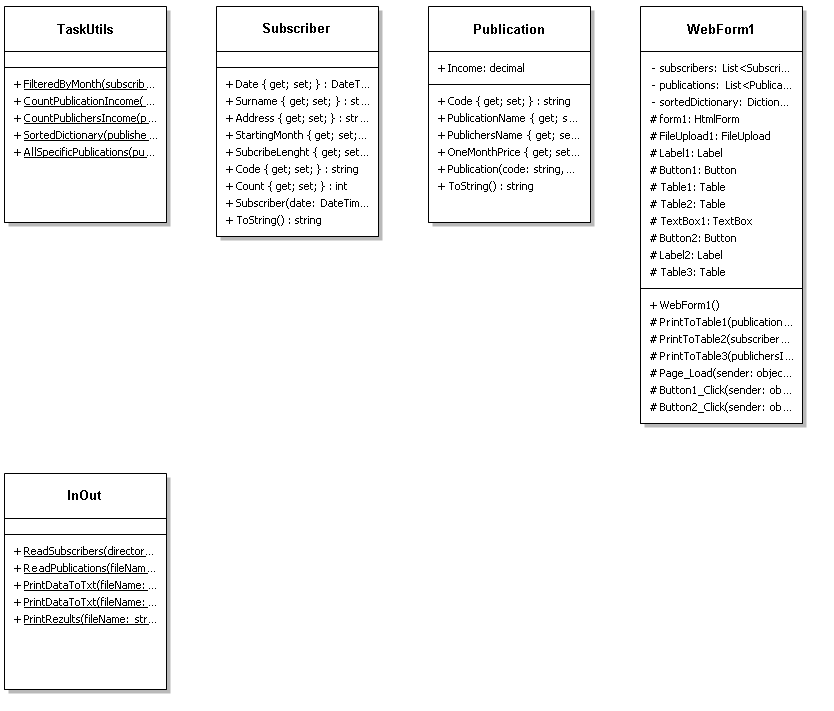 TaskUtils
+ FilteredByMonth(subscrib...
+ CountPublicationIncome(...
+ CountPublichersIncome(p...
+ SortedDictionary(publishe...
+ AllSpecificPublications(pu...
Subscriber
+ Date { get; set; } : DateT...
+ Surname { get; set; } : st...
+ Address { get; set; } : str...
+ StartingMonth { get; set;...
+ SubcribeLenght { get; set...
+ Code { get; set; } : string
+ Count { get; set; } : int
+ Subscriber(date: DateTim...
+ ToString() : string
Publication
+ Income: decimal
+ Code { get; set; } : string
+ PublicationName { get; s...
+ PublichersName { get; se...
+ OneMonthPrice { get; set...
+ Publication(code: string, ...
+ ToString() : string
WebForm1
- subscribers: List<Subscri...
- publications: List<Publica...
- sortedDictionary: Diction...
# form1: HtmlForm
# FileUpload1: FileUpload
# Label1: Label
# Button1: Button
# Table1: Table
# Table2: Table
# TextBox1: TextBox
# Button2: Button
# Label2: Label
# Table3: Table
+ WebForm1()
# PrintToTable1(publication...
# PrintToTable2(subscriber...
# PrintToTable3(publichersI...
# Page_Load(sender: objec...
# Button1_Click(sender: ob...
# Button2_Click(sender: ob...
InOut
+ ReadSubscribers(director...
+ ReadPublications(fileNam...
+ PrintDataToTxt(fileName: ...
+ PrintDataToTxt(fileName: ...
+ PrintRezults(fileName: str...